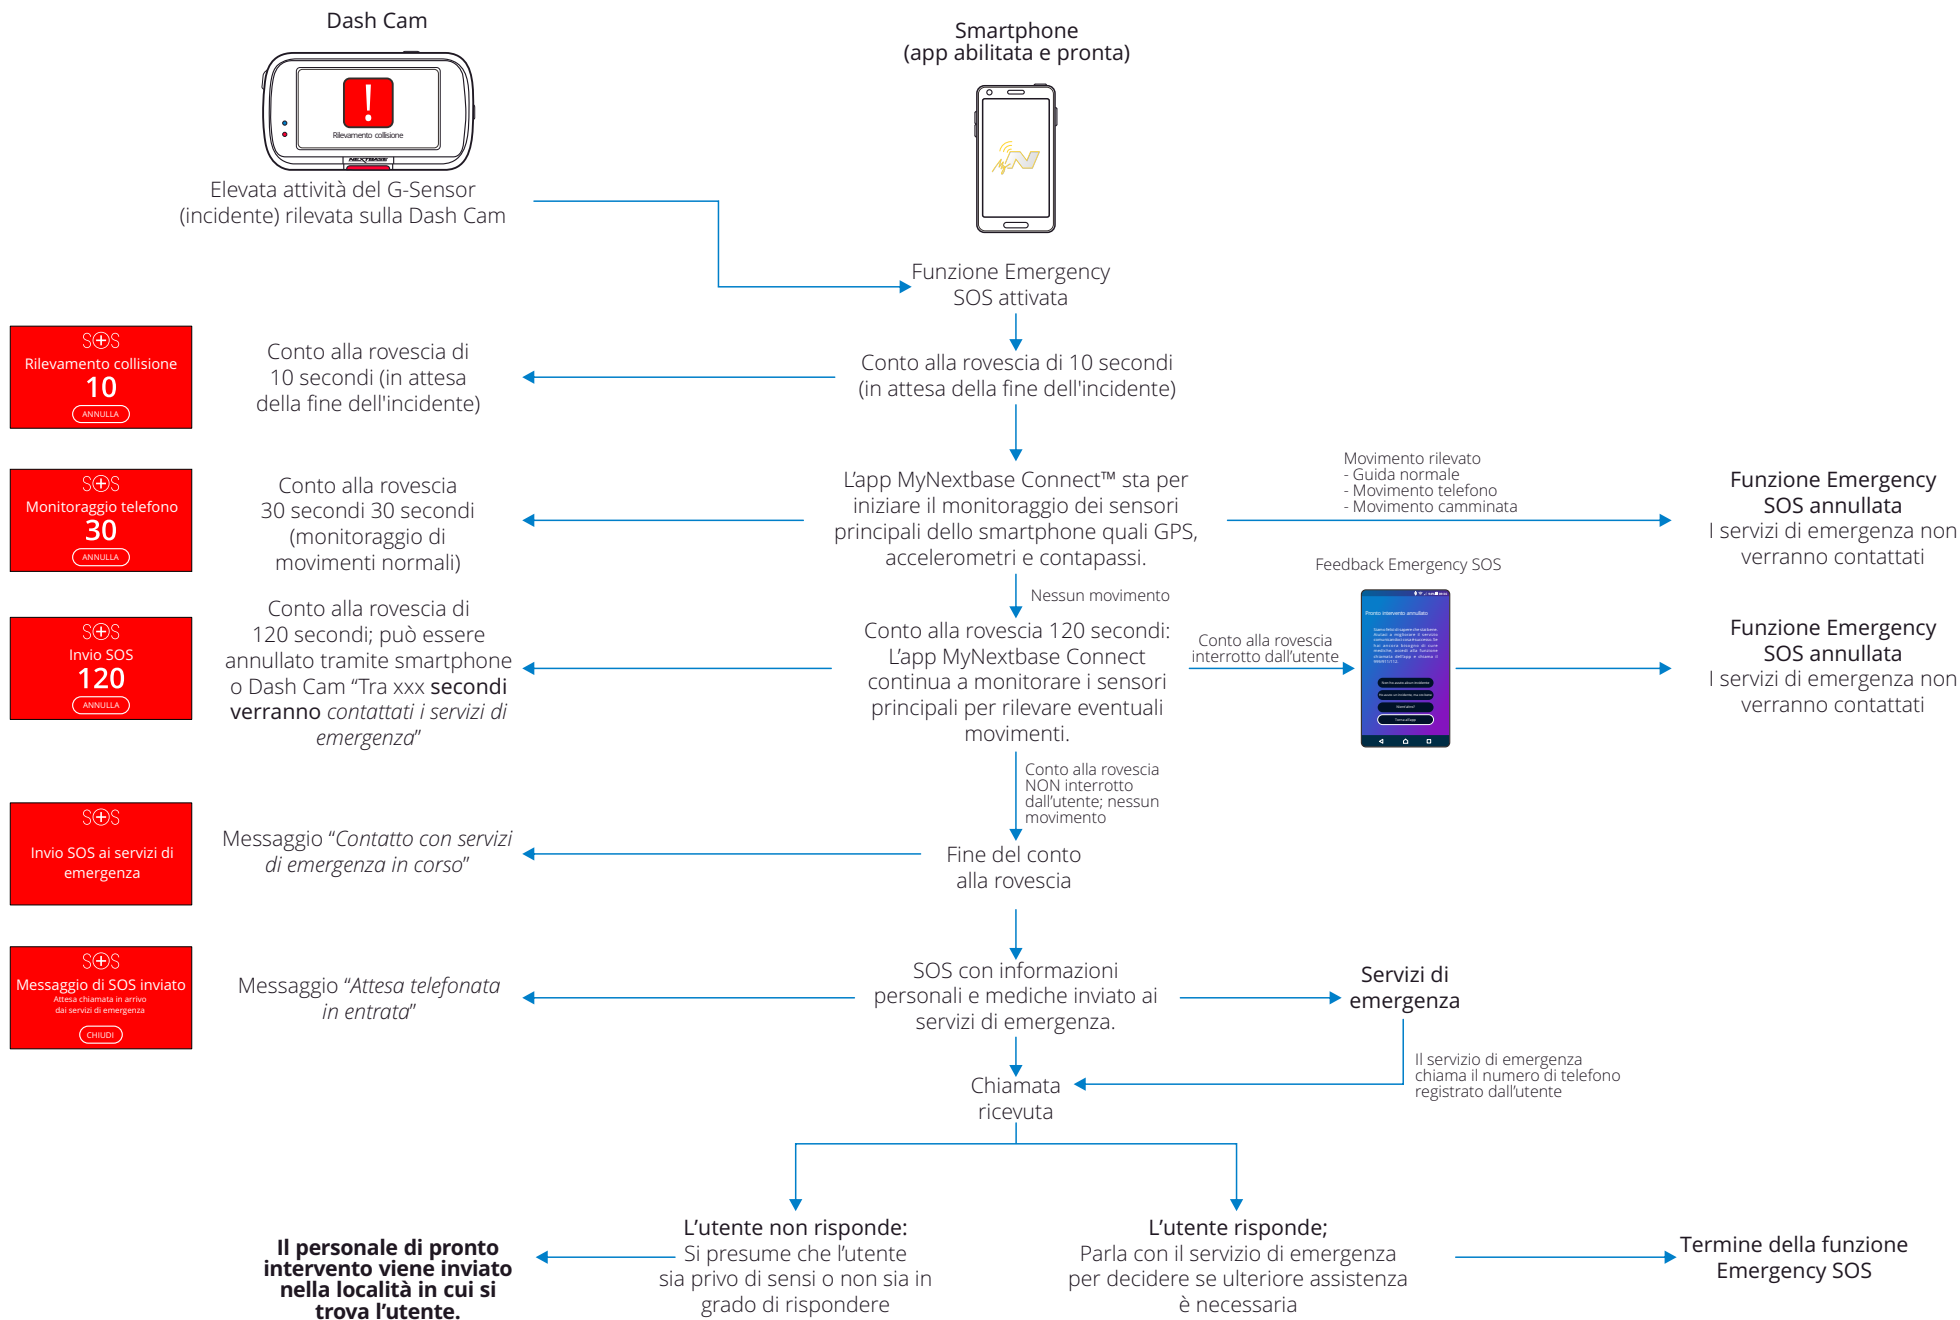 Dash Cam
Smartphone
(app abilitata e pronta)
!
Rilevamento collisione
NEXTBASE
MyN
Elevata attività del G-Sensor
(incidente) rilevata sulla Dash Cam
Funzione Emergency
SOS attivata
SOS
Rilevamento collisione
10
ANNULLA
Conto alla rovescia di
10 secondi (in attesa
della fine dell'incidente)
Conto alla rovescia di 10 secondi
(in attesa della fine dell'incidente)
SOS
Monitoraggio telefono
30
ANNULLA
Conto alla rovescia
30 secondi 30 secondi
(monitoraggio di
movimenti normali)
L’app MyNextbase Connect™ sta per
iniziare il monitoraggio dei sensori
principali dello smartphone quali GPS,
accelerometri e contapassi.
Movimento rilevato
- Guida normale
- Movimento telefono
- Movimento camminata
Funzione Emergency
SOS annullata
I servizi di emergenza non
verranno contattati
Nessun movimento
Feedback Emergency SOS
SOS
Invio SOS
120
ANNULLA
Conto alla rovescia di
120 secondi; può essere
annullato tramite smartphone
o Dash Cam “Tra xxx secondi
verranno contattati i servizi di
emergenza”
Conto alla rovescia 120 secondi:
L’app MyNextbase Connect
continua a monitorare i sensori
principali per rilevare eventuali
movimenti.
Conto alla rovescia
interrotto dall’utente
Pronto intervento annullato
Torna all'app
Funzione Emergency
SOS annullata
I servizi di emergenza non
verranno contattati
Conto alla rovescia
NON interrotto
dall’utente; nessun
movimento
SOS
Invio SOS ai servizi di
emergenza
Messaggio “Contatto con servizi
di emergenza in corso”
Fine del conto
alla rovescia
SOS
Messaggio di SOS inviato
Attesa chiamata in arrivo
dai servizi di emergenza
CHIUDI
Messaggio “Attesa telefonata
in entrata”
SOS con informazioni
personali e mediche inviato ai
servizi di emergenza.
Servizi di
emergenza
Il servizio di emergenza
chiama il numero di telefono
registrato dall’utente
Chiamata
ricevuta
L’utente non risponde:
Si presume che l’utente
sia privo di sensi o non sia in
grado di rispondere
L’utente risponde;
Parla con il servizio di emergenza
per decidere se ulteriore assistenza
è necessaria
Il personale di pronto
intervento viene inviato
nella località in cui si
trova l’utente.
Termine della funzione
Emergency SOS